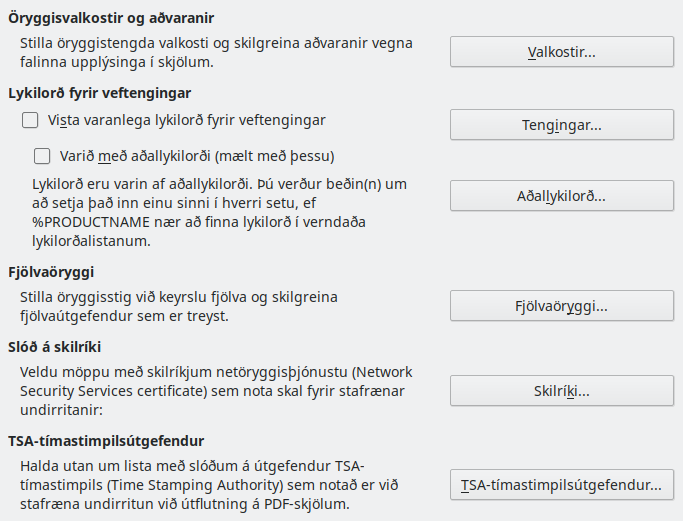 Öryggisvalkostir og aðvaranir
Stilla öryggistengda valkosti og skilgreina aðvaranir vegna
falinna upplýsinga í skjölum.
Valkostir...
Lykilorð fyrir veftengingar
Vista varanlega lykilorð fyrir veftengingar
Tengingar...
Varið með aðallykilorði (mælt með þessu)
Lykilorð eru varin af aðallykilorði. Þú verður beðin(n) um
að setja það inn einu sinni í hverri setu, ef
%PRODUCTNAME nær að finna lykilorð í verndaða
lykilorðalistanum.
Aðallykilorð...
Fjölvaöryggi
Stilla öryggisstig við keyrslu fjölva og skilgreina
fjölvaútgefendur sem er treyst.
Fjölvaöryggi...
Slóð á skilríki
Veldu möppu með skilríkjum netöryggisþjónustu (Network
Security Services certificate) sem nota skal fyrir stafrænar
undirritanir:
Skilríki...
TSA-tímastimpilsútgefendur
Halda utan um lista með slóðum á útgefendur TSA-
tímastimpils (Time Stamping Authority) sem notað er við
stafræna undirritun við útflutning á PDF-skjölum.
TSA-tímastimpilsútgefendur...